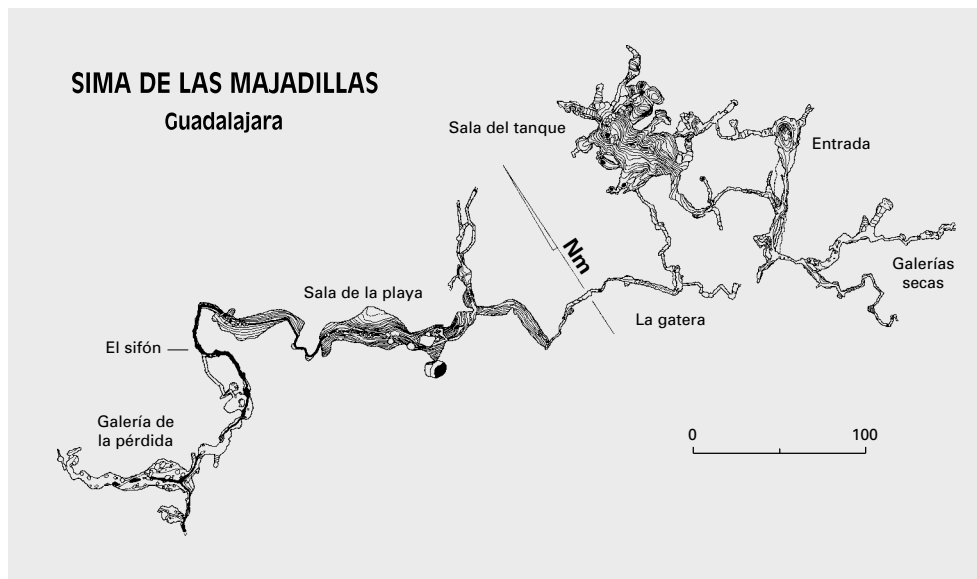 SIMA DE LAS MAJADILLAS
Guadalajara
Sala del tanque
Entrada
Nm
Galerías
secas
Sala de la playa
La gatera
El sifón
Galería de
la pérdida
0 100